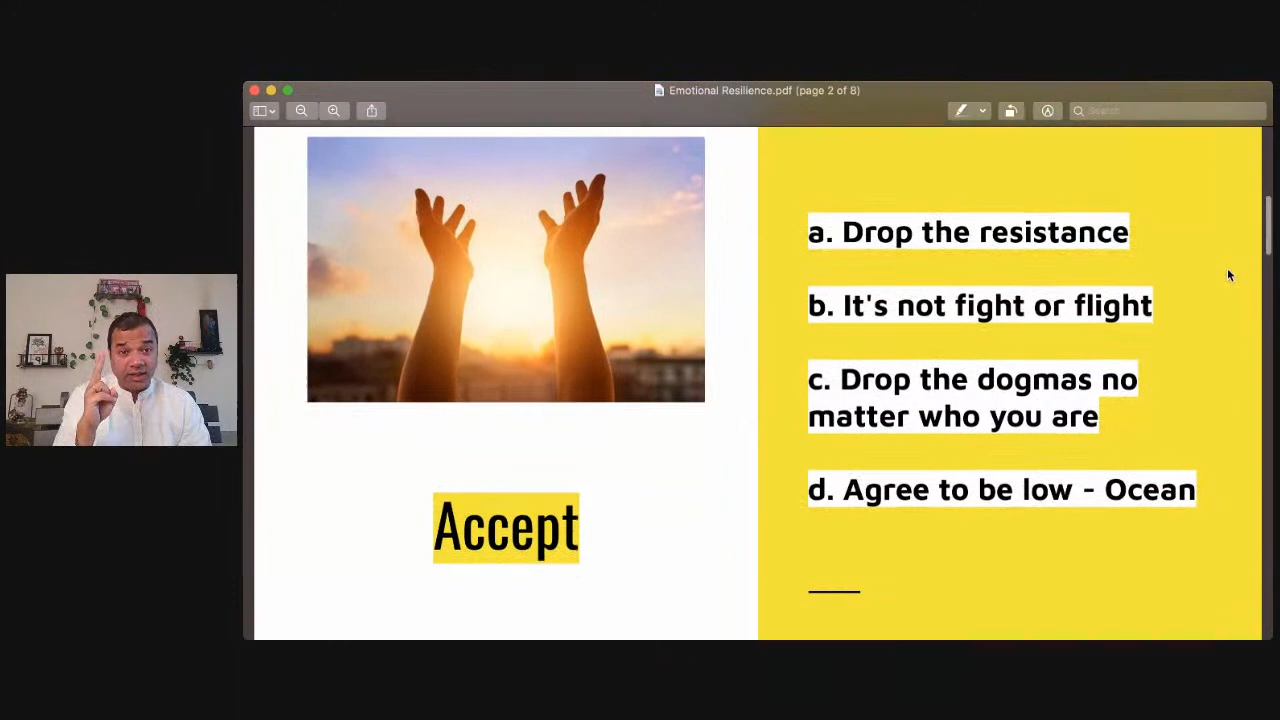 Emotional Resilience.pdf (page 2 of 8)
Search
a. Drop the resistance
b. It's not fight or flight
c. Drop the dogmas no
matter who you are
d. Agree to be low - Ocean
Accept